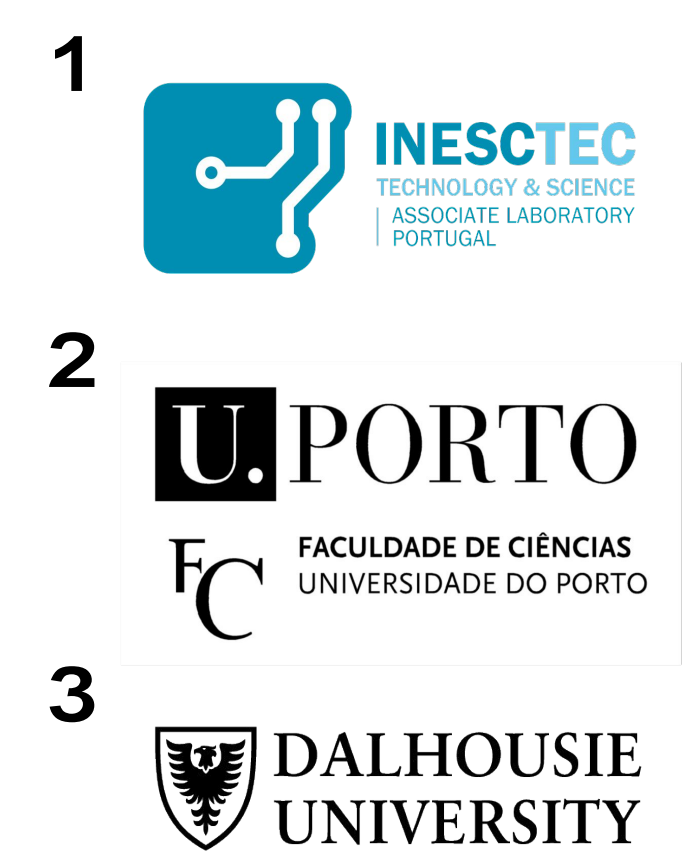 1
INESCTEC
TECHNOLOGY & SCIENCE
ASSOCIATE LABORATORY
PORTUGAL
2
U. PORTO
FC
FACULDADE DE CIÊNCIAS
UNIVERSIDADE DO PORTO
3
DALHOUSIE
UNIVERSITY